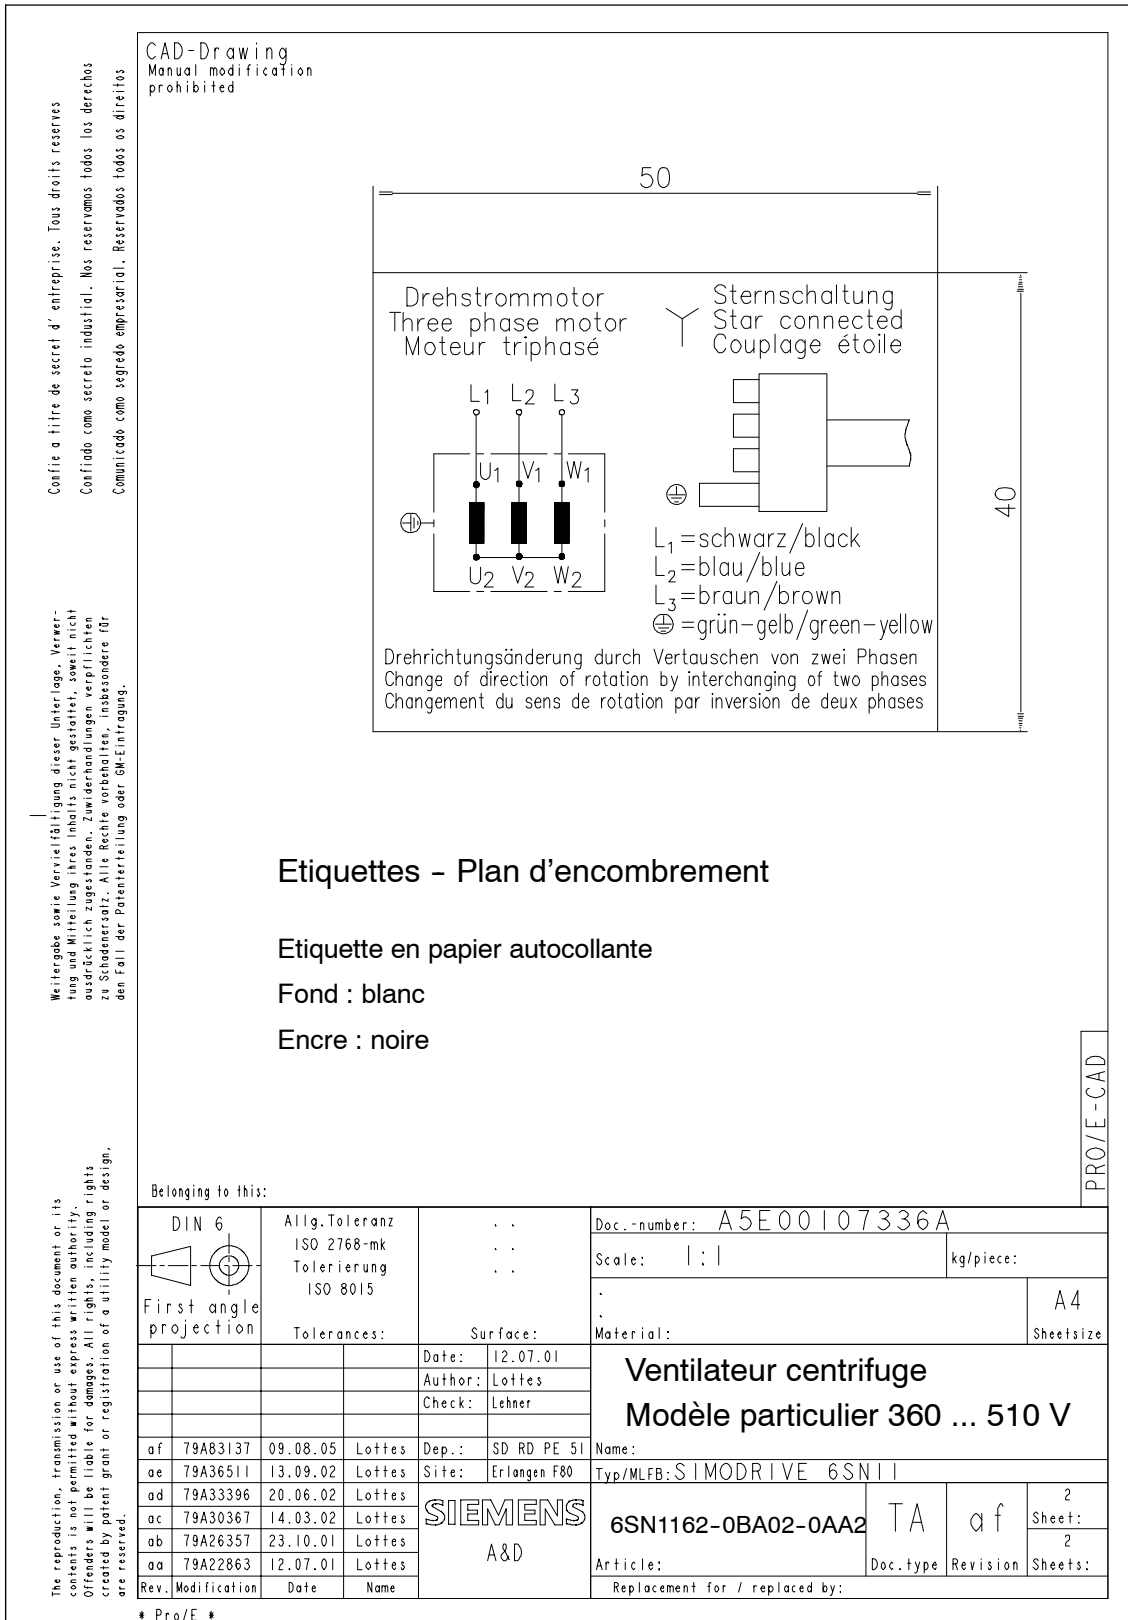 CAD-Drawing
Manual modification
prohibited
Confie a titre de secret d' entreprise. Tous droits reserves
Confiado como secreto industial. Nos reservamos todos los derechos
Comunicado como segredo empresarial. Reservados todos os direitos
50
Drehstrommotor
Three phase motor
Moteur triphasé
Sternschaltung
Star connected
Couplage étoile
L1 L2 L3
U1 V1 W1
U2 V2 W2
40
L1=schwarz/black
L2=blau/blue
L3=braun/brown
=grün-gelb/green-yellow
Drehrichtungsänderung durch Vertauschen von zwei Phasen
Change of direction of rotation by interchanging of two phases
Changement du sens de rotation par inversion de deux phases
Weitergabe sowie Vervielfältigung dieser Unterlage, Verwer-
tung und Mitteilung ihres Inhalts nicht gestattet, soweit nicht
ausdrücklich zugestanden. Zuwiderhandlungen verpflichten
zu Schadenersatz. Alle Rechte vorbehalten, insbesondere für
den Fall der Patenterteilung oder GM-Eintragung.
Etiquettes - Plan d'encombrement
Etiquette en papier autocollante
Fond : blanc
Encre : noire
PRO/E-CAD
The reproduction, transmission or use of this document or its
contents is not permitted without express written authority.
Offenders will be liable for damages. All rights, including rights
created by patent grant or registration of a utility model or design,
are reserved.
Belonging to this:
DIN 6
First angle
projection
Allg.Toleranz
ISO 2768-mk
Tolerierung
ISO 8015
Tolerances:
. .
. .
. .
Surface:
Doc.-number: A5E00107336A
Scale: 1:1
kg/piece:
.
.
Material:
A4
Sheetsize
Date: 12.07.01
Author: Lottes
Check: Lehner
Ventilateur centrifuge
Modèle particulier 360 ... 510 V
Name:
af 79A83137 09.08.05 Lottes Dep.: SD RD PE 51
ae 79A36511 13.09.02 Lottes Site: Erlangen F80
Typ/MLFB: SIMODRIVE 6SN11
ad 79A33396 20.06.02 Lottes
ac 79A30367 14.03.02 Lottes
ab 79A26357 23.10.01 Lottes
aa 79A22863 12.07.01 Lottes
Rev. Modification Date Name
SIEMENS
A&D
6SN1162-0BA02-0AA2
Article:
TA
Doc.type
af
Revision
2
Sheet:
2
Sheets:
Replacement for / replaced by:
* Pro/E *